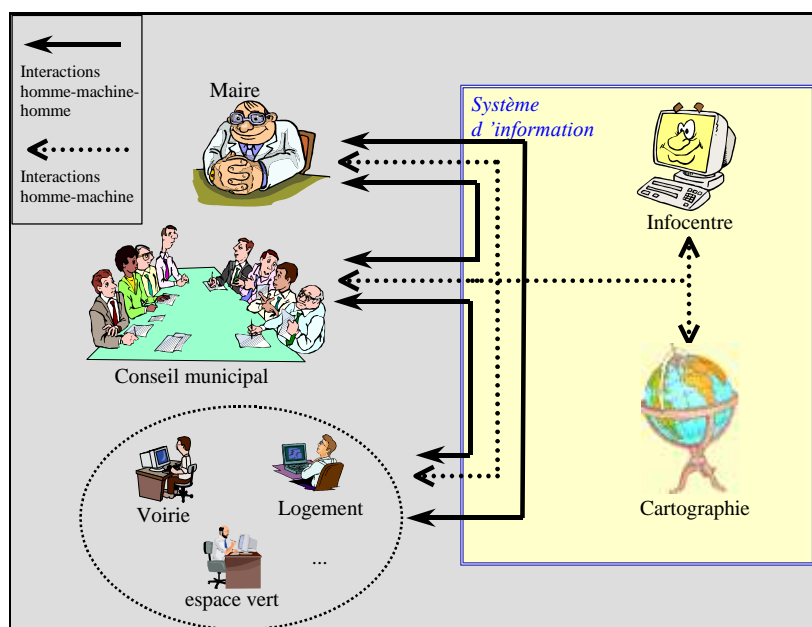 Interactions
homme-machine-
homme
Interactions
homme-machine
Maire
Système
d ’information
Infocentre
Conseil municipal
Voirie
Logement
Cartographie
espace vert
...